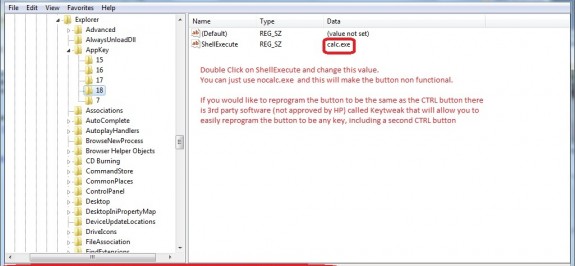 File Edit View Favorites Help
Explorer
Advanced
AlwaysUnloadDll
AppKey
15
16
17
18
7
Associations
AutoComplete
AutoplayHandlers
BrowseNewProcess
Browser Helper Objects
CD Burning
CommandStore
CommonPlaces
ControlPanel
Desktop
DesktopIniPropertyMap
DeviceUpdateLocations
DriveIcons
FileAssociation
FindExtensions
Name Type Data
(Default) REG_SZ (value not set)
ShellExecute REG_SZ calc.exe
Double Click on ShellExecute and change this value.
You can just use nocalc.exe and this will make the button non functional.
If you would like to reprogram the button to be the same as the CTRL button there
is 3rd party software (not approved by HP) called Keytweak that will allow you to
easily reprogram the button to be any key, including a second CTRL button